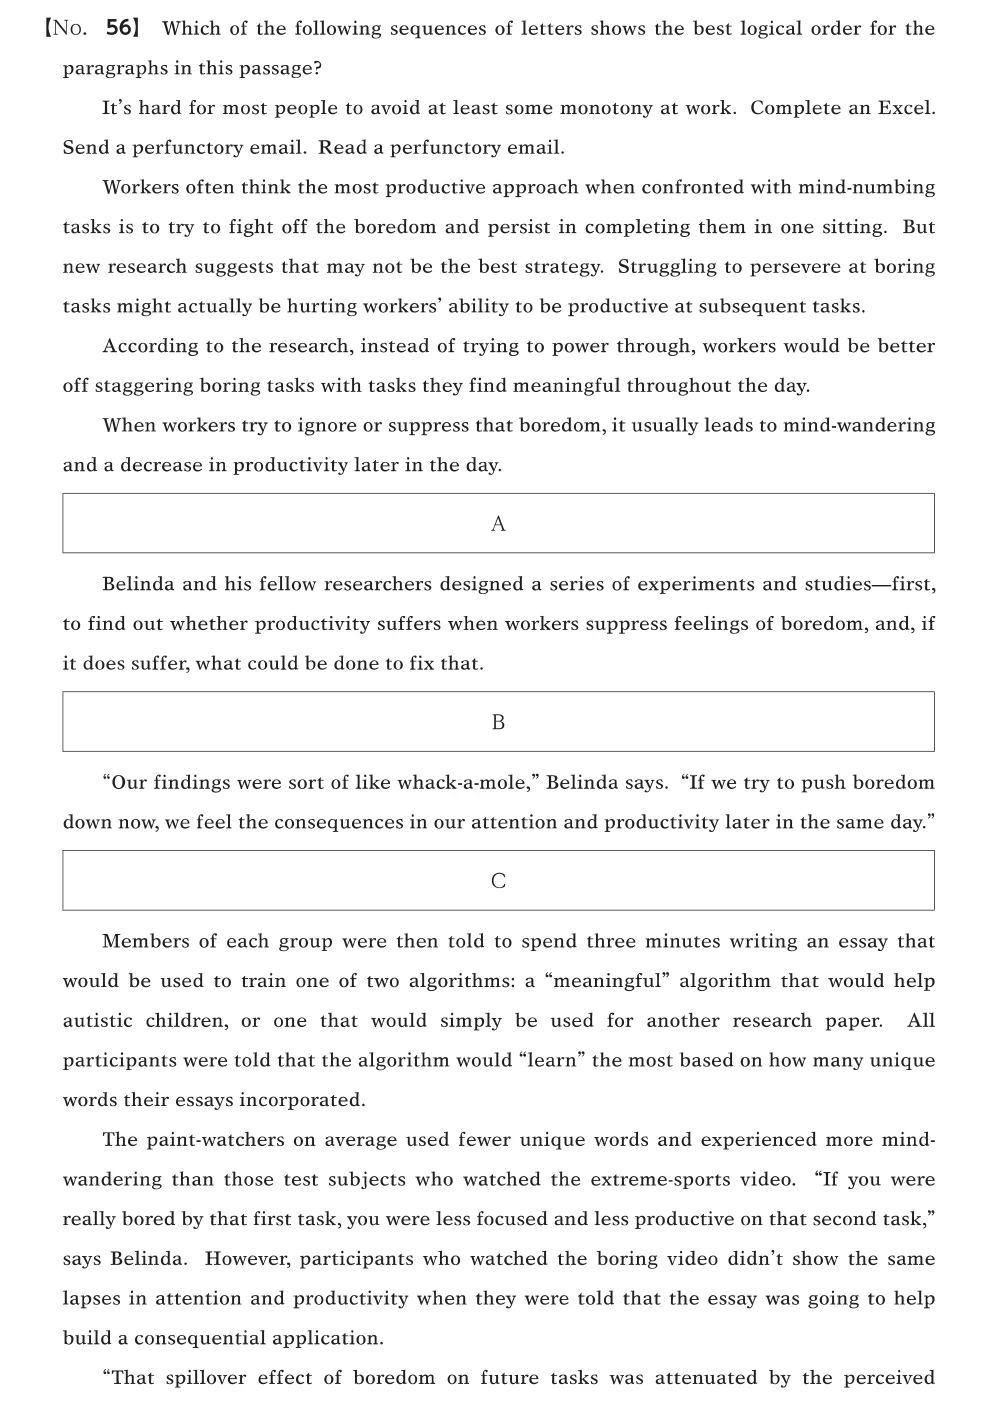 【No. 56】 Which of the following sequences of letters shows the best logical order for the
paragraphs in this passage?
It’s hard for most people to avoid at least some monotony at work. Complete an Excel.
Send a perfunctory email. Read a perfunctory email.
Workers often think the most productive approach when confronted with mind-numbing
tasks is to try to fight off the boredom and persist in completing them in one sitting. But
new research suggests that may not be the best strategy. Struggling to persevere at boring
tasks might actually be hurting workers’ ability to be productive at subsequent tasks.
According to the research, instead of trying to power through, workers would be better
off staggering boring tasks with tasks they find meaningful throughout the day.
When workers try to ignore or suppress that boredom, it usually leads to mind-wandering
and a decrease in productivity later in the day.
A
Belinda and his fellow researchers designed a series of experiments and studies—first,
to find out whether productivity suffers when workers suppress feelings of boredom, and, if
it does suffer, what could be done to fix that.
B
“Our findings were sort of like whack-a-mole,” Belinda says. “If we try to push boredom
down now, we feel the consequences in our attention and productivity later in the same day.”
C
Members of each group were then told to spend three minutes writing an essay that
would be used to train one of two algorithms: a “meaningful” algorithm that would help
autistic children, or one that would simply be used for another research paper. All
participants were told that the algorithm would “learn” the most based on how many unique
words their essays incorporated.
The paint-watchers on average used fewer unique words and experienced more mind-
wandering than those test subjects who watched the extreme-sports video. “If you were
really bored by that first task, you were less focused and less productive on that second task,”
says Belinda. However, participants who watched the boring video didn’t show the same
lapses in attention and productivity when they were told that the essay was going to help
build a consequential application.
“That spillover effect of boredom on future tasks was attenuated by the perceived